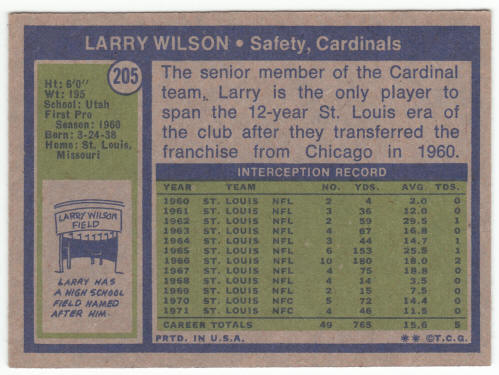 LARRY WILSON • Safety, Cardinals
205
Ht: 6'0"
Wt: 195
School: Utah
First Pro
Season: 1960
Born: 3-24-38
Home: St. Louis,
Missouri
LARRY WILSON
FIELD
LARRY HAS
A HIGH SCHOOL
FIELD NAMED
AFTER HIM.
The senior member of the Cardinal
team, Larry is the only player to
span the 12-year St. Louis era of
the club after they transferred the
franchise from Chicago in 1960.
INTERCEPTION RECORD
YEAR TEAM NO. YDS. AVG. TDS.
1960 ST. LOUIS NFL 2 4 2.0 0
1961 ST. LOUIS NFL 3 36 12.0 0
1962 ST. LOUIS NFL 2 59 29.5 1
1963 ST. LOUIS NFL 4 67 16.8 0
1964 ST. LOUIS NFL 3 44 14.7 1
1965 ST. LOUIS NFL 6 153 25.5 1
1966 ST. LOUIS NFL 10 180 18.0 2
1967 ST. LOUIS NFL 4 75 18.8 0
1968 ST. LOUIS NFL 4 14 3.5 0
1969 ST. LOUIS NFL 2 15 7.5 0
1970 ST. LOUIS NFC 5 72 14.4 0
1971 ST. LOUIS NFC 4 46 11.5 0
CAREER TOTALS 49 765 15.6 5
PRTD. IN U.S.A. ** ©T.C.G.